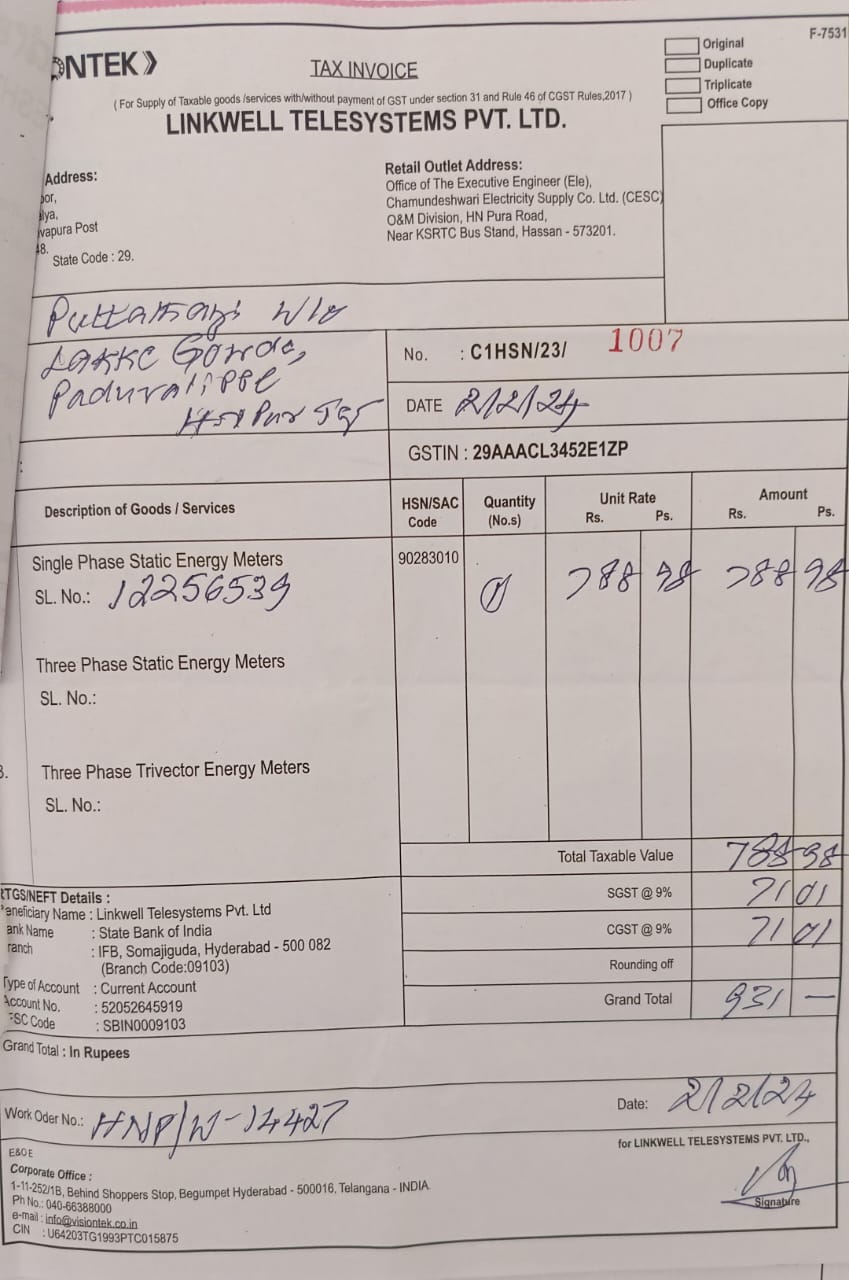 NTEK
TAX INVOICE
F-7531
Original
Duplicate
Triplicate
Office Copy
( For Supply of Taxable goods /services with/without payment of GST under section 31 and Rule 46 of CGST Rules,2017 )
LINKWELL TELESYSTEMS PVT. LTD.
Address:
lya,
vapura Post
48.
State Code : 29.
Retail Outlet Address:
Office of The Executive Engineer (Ele),
Chamundeshwari Electricity Supply Co. Ltd. (CESC)
O&M Division, HN Pura Road,
Near KSRTC Bus Stand, Hassan - 573201.
W/o
Lakke Gowda,
No. : C1HSN/23/ 1007
DATE 2/2/24
GSTIN : 29AAACL3452E1ZP
Description of Goods / Services HSN/SAC Code Quantity (No.s) Unit Rate Rs. Ps. Amount Rs. Ps.
Single Phase Static Energy Meters 90283010
SL. No.: 12256539 1 788 98 788 98
Three Phase Static Energy Meters
SL. No.:
3. Three Phase Trivector Energy Meters
SL. No.:
Total Taxable Value 788 98
SGST @ 9% 71 01
CGST @ 9% 71 01
Rounding off
Grand Total 931 —
RTGS/NEFT Details :
Beneficiary Name : Linkwell Telesystems Pvt. Ltd
ank Name : State Bank of India
ranch : IFB, Somajiguda, Hyderabad - 500 082
(Branch Code:09103)
Type of Account : Current Account
Account No. : 52052645919
FSC Code : SBIN0009103
Grand Total : In Rupees
Work Oder No.: HNP/W-14427
Date: 2/2/24
for LINKWELL TELESYSTEMS PVT. LTD.,
Signature
E&OE
Corporate Office :
1-11-252/1B, Behind Shoppers Stop, Begumpet Hyderabad - 500016, Telangana - INDIA.
Ph No.: 040-66388000
e-mail : info@visiontek.co.in
CIN : U64203TG1993PTC015875